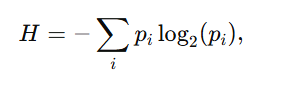 H = − ∑ᵢ pᵢ log₂(pᵢ),